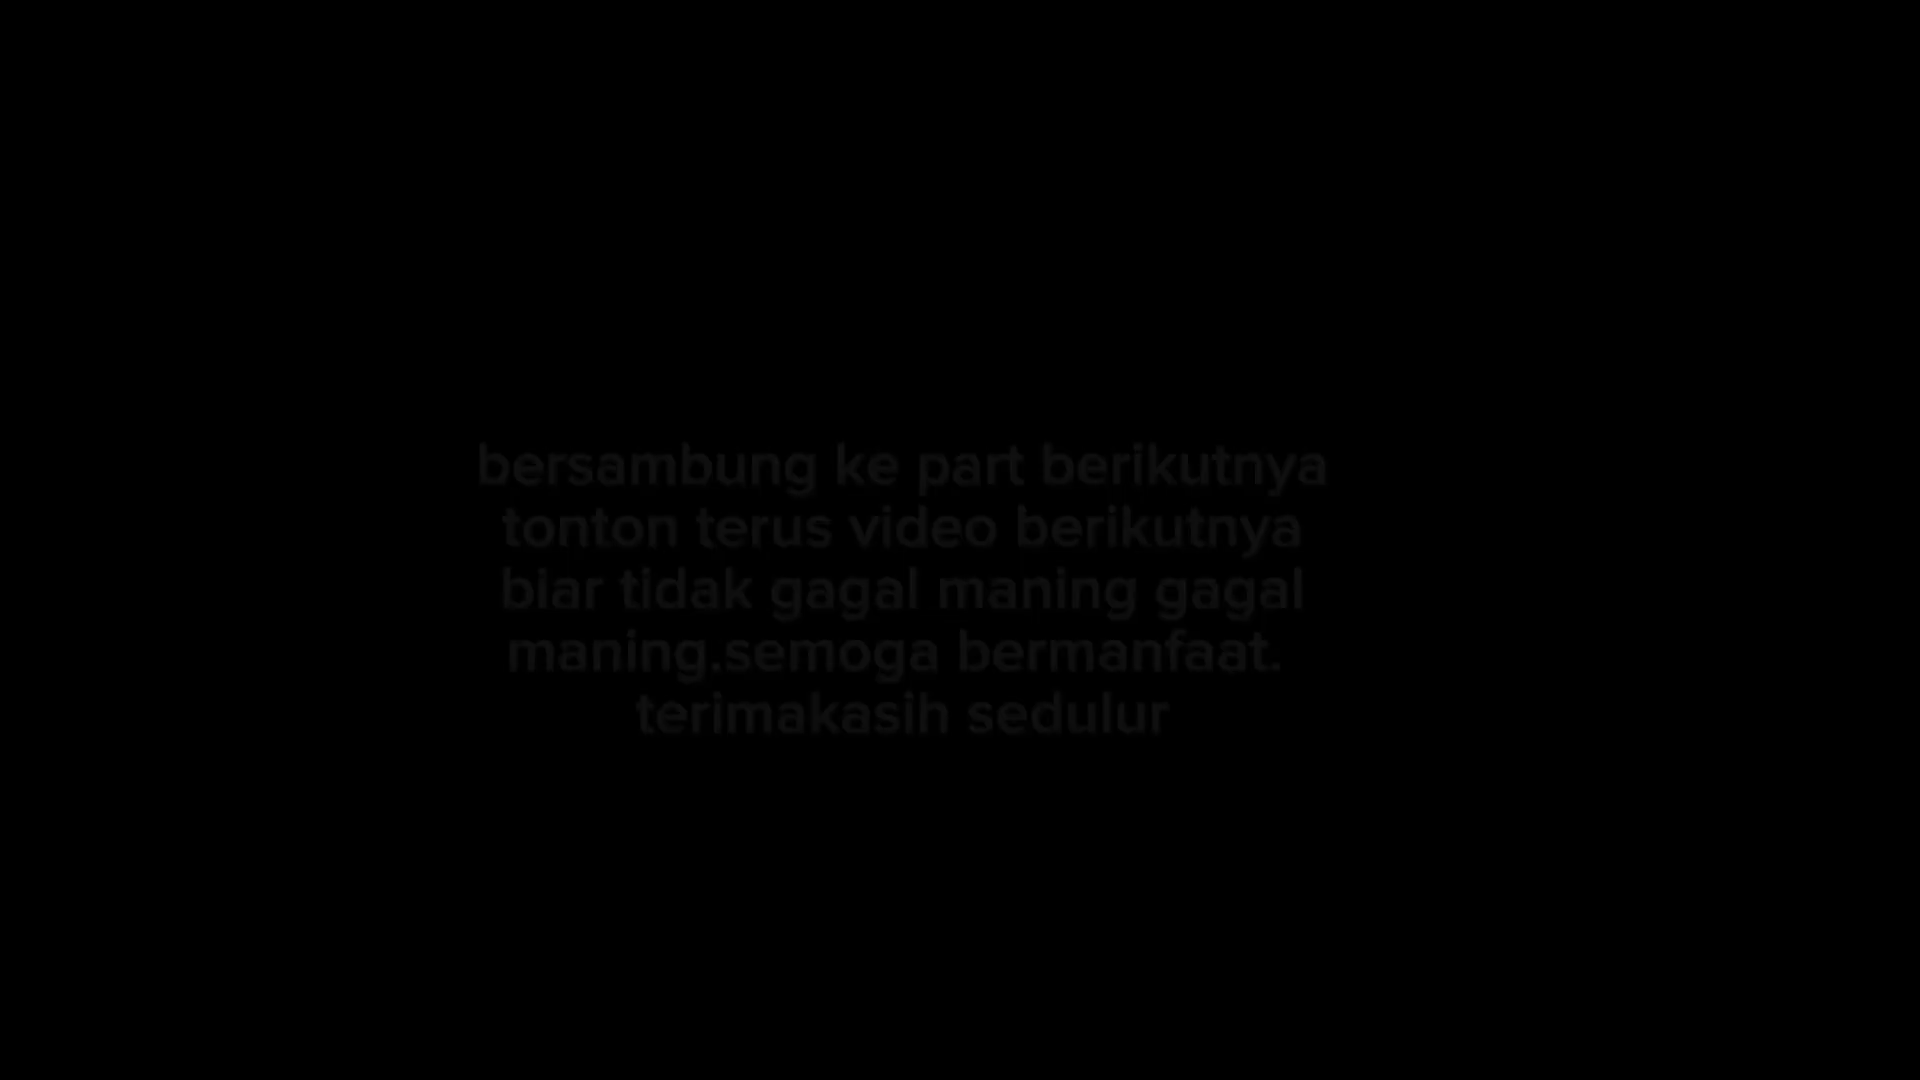 bersambung ke part berikutnya
tonton terus video berikutnya
biar tidak gagal maning gagal
maning.semoga bermanfaat.
terimakasih sedulur